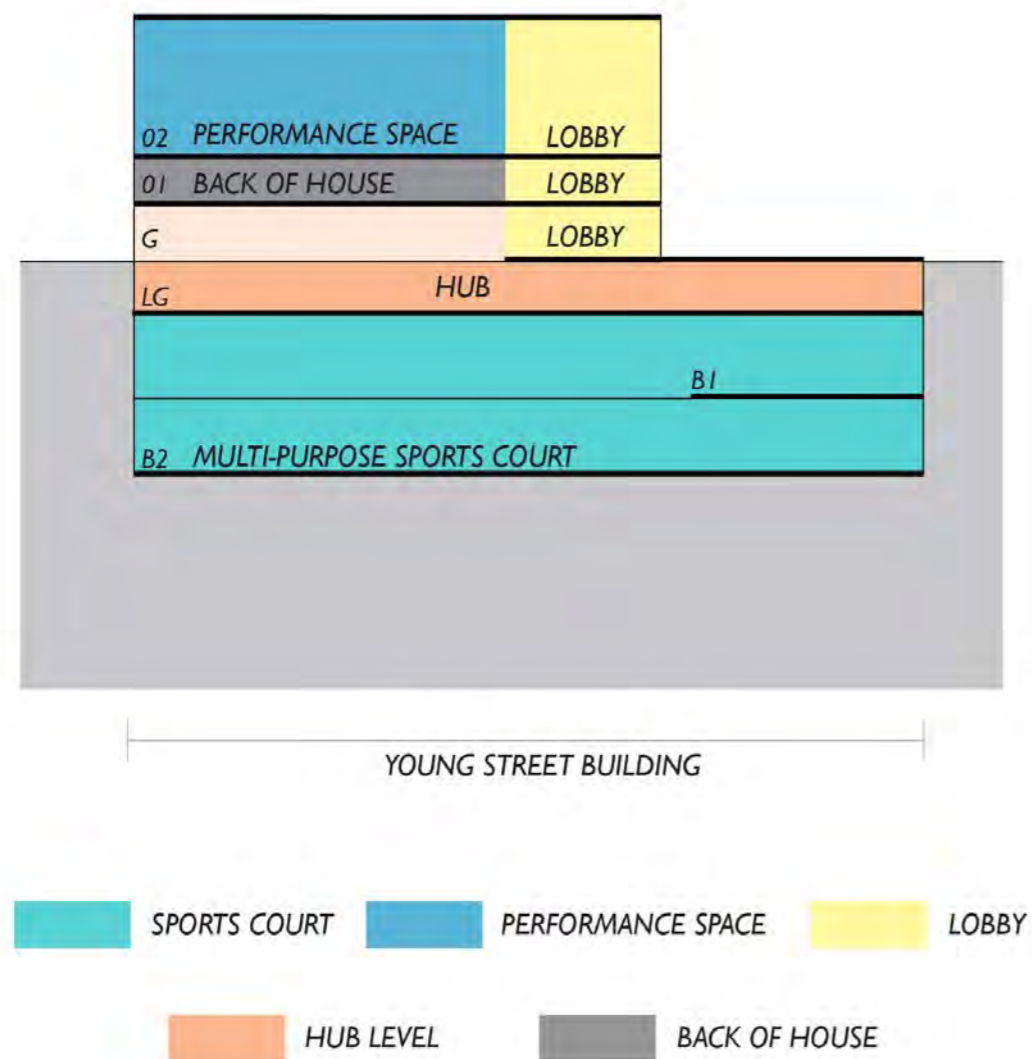 02 PERFORMANCE SPACE LOBBY
01 BACK OF HOUSE LOBBY
G LOBBY
LG HUB
B1
B2 MULTI-PURPOSE SPORTS COURT
YOUNG STREET BUILDING
SPORTS COURT PERFORMANCE SPACE LOBBY
HUB LEVEL BACK OF HOUSE